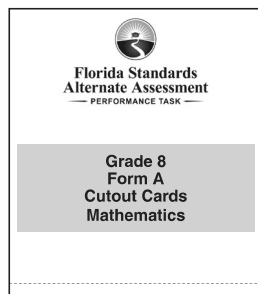 Florida Standards
Alternate Assessment
PERFORMANCE TASK
Grade 8
Form A
Cutout Cards
Mathematics